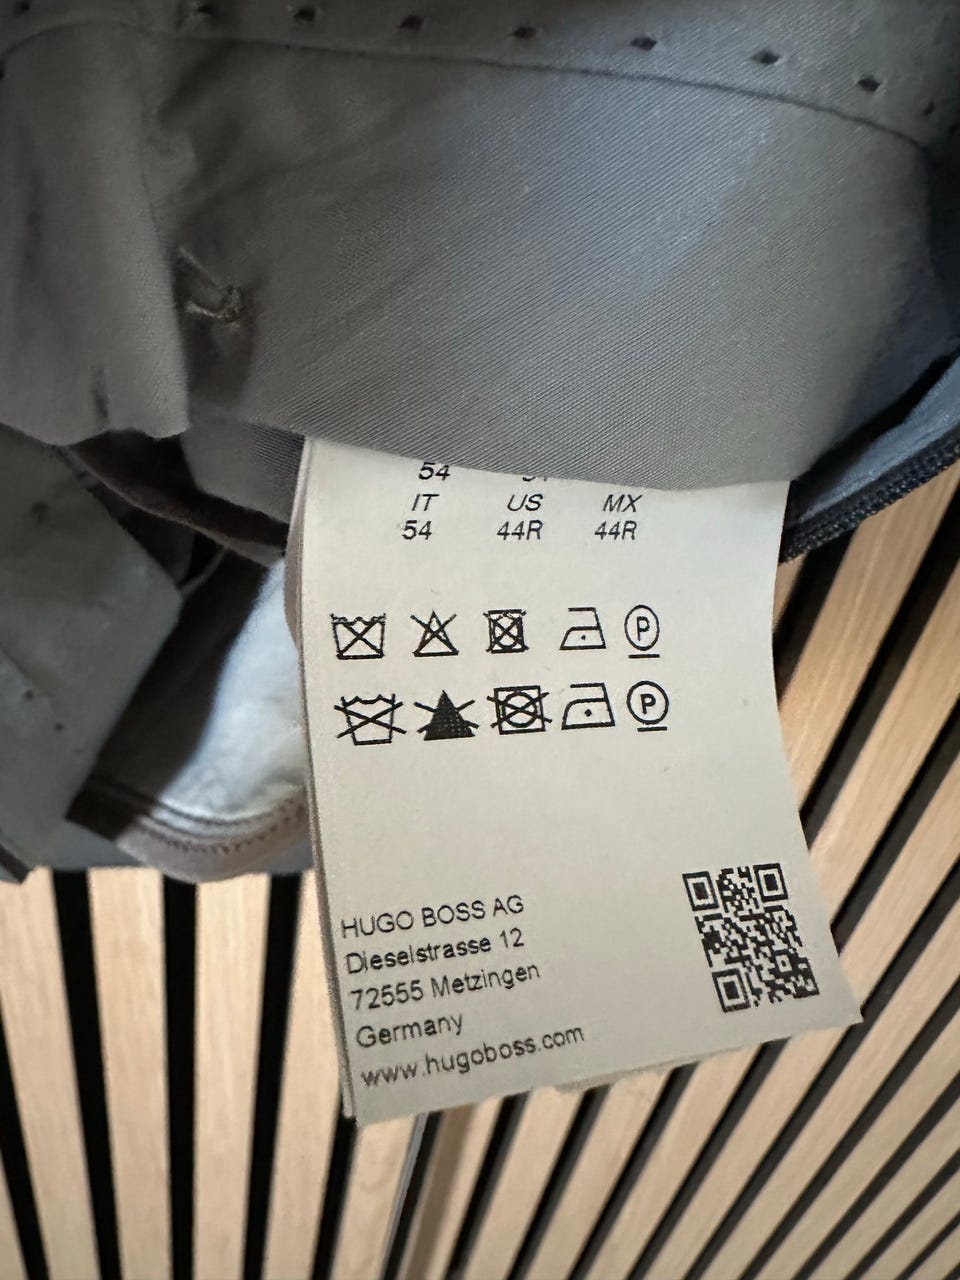 54
IT US MX
54 44R 44R
P
P
HUGO BOSS AG
Dieselstrasse 12
72555 Metzingen
Germany
www.hugoboss.com